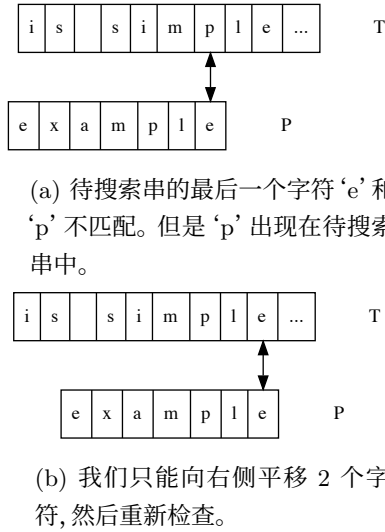 i s s i m p l e ... T
e x a m p l e P
(a) 待搜索串的最后一个字符 ‘e’ 和
‘p’ 不匹配。但是 ‘p’ 出现在待搜索
串中。
i s s i m p l e ... T
e x a m p l e P
(b) 我们只能向右侧平移 2 个字
符, 然后重新检查。